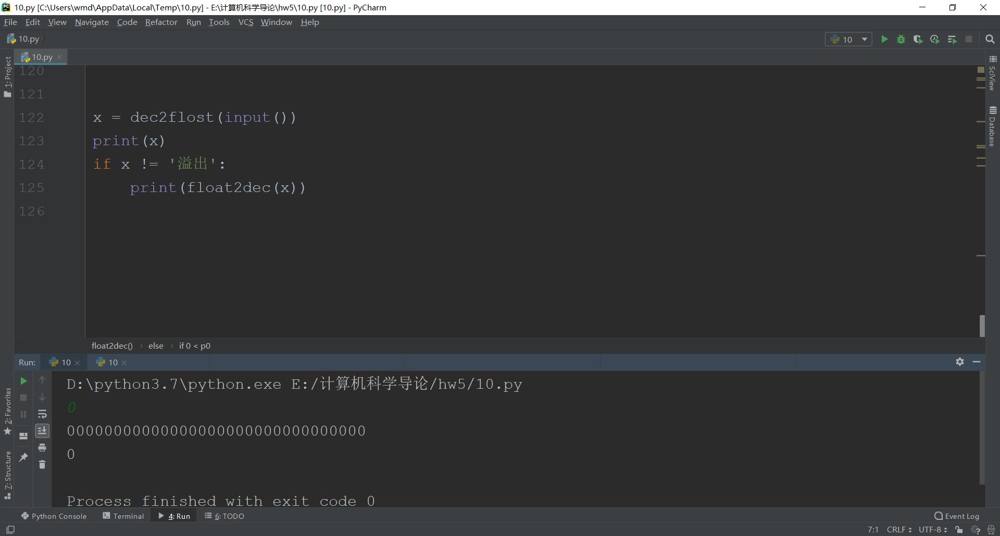 10.py [C:\Users\wmd\AppData\Local\Temp\10.py] - E:\计算机科学导论\hw5\10.py [10.py] - PyCharm
File Edit View Navigate Code Refactor Run Tools VCS Window Help
10.py
10
10.py
1: Project
SciView
Database
120
121
122 x = dec2flost(input())
123 print(x)
124 if x != '溢出':
125     print(float2dec(x))
126
float2dec() › else › if 0 < p0
Run: 10 10
D:\python3.7\python.exe E:/计算机科学导论/hw5/10.py
0
00000000000000000000000000000000
0
Process finished with exit code 0
2: Favorites
7: Structure
Python Console Terminal 4: Run 6: TODO Event Log
7:1 CRLF UTF-8